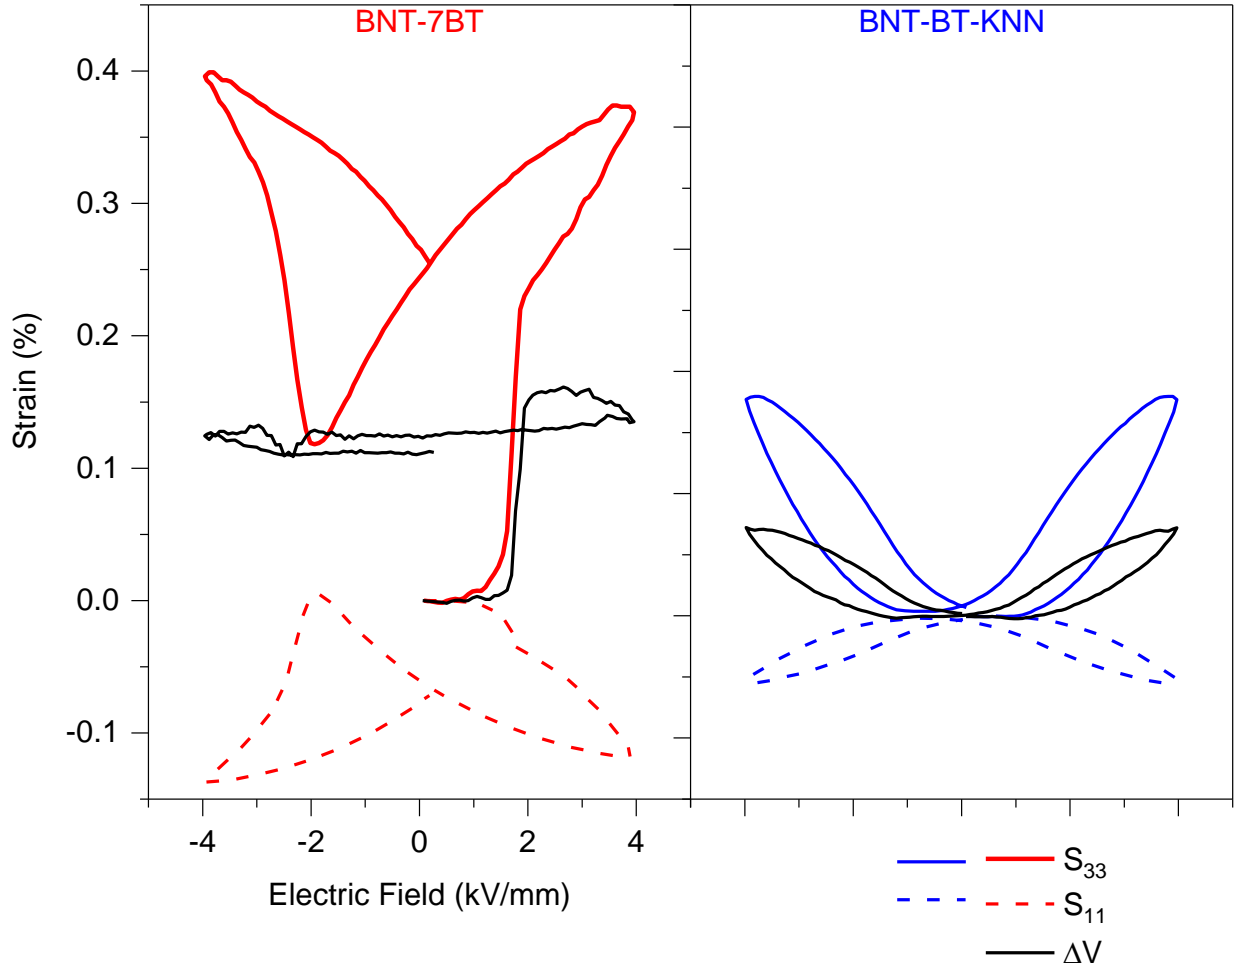 BNT-7BT
BNT-BT-KNN
0.4
0.3
0.2
0.1
0.0
-0.1
Strain (%)
-4 -2 0 2 4
Electric Field (kV/mm)
S33
S11
ΔV